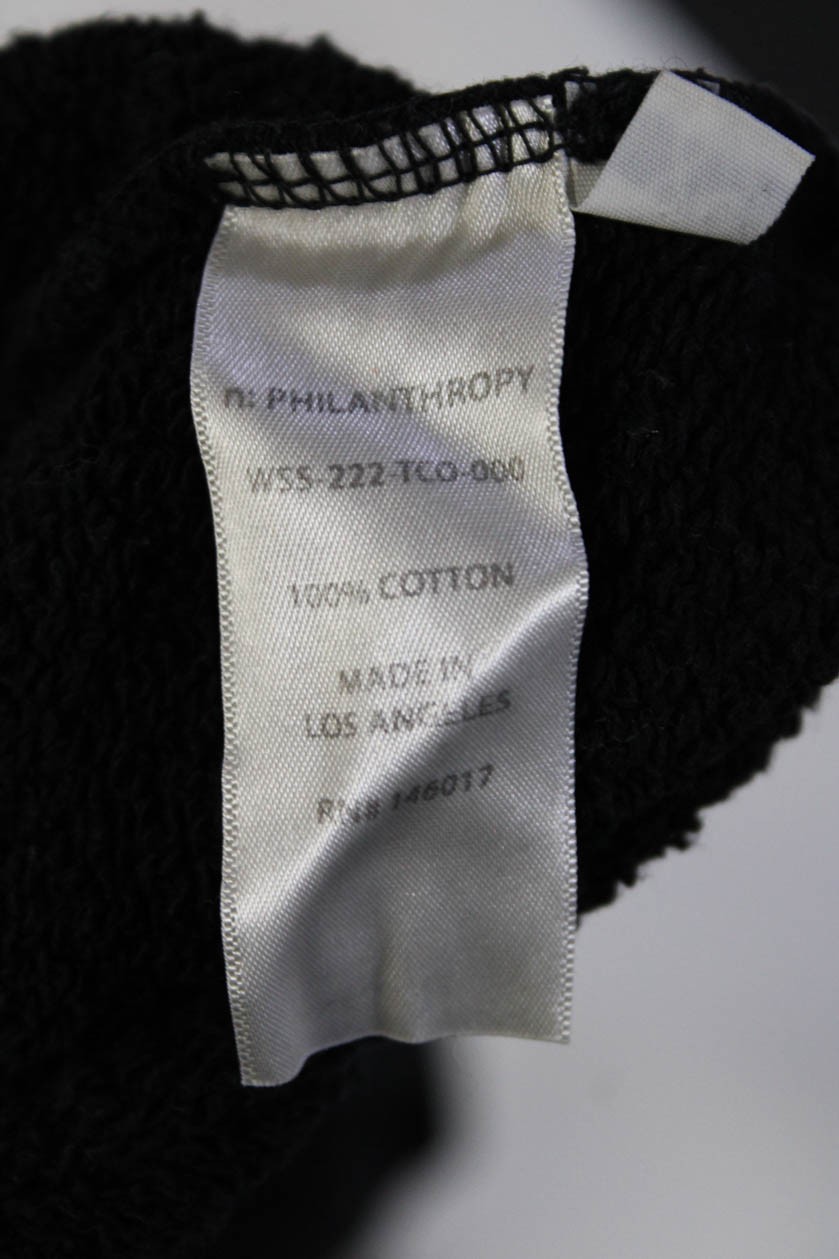 n: PHILANTHROPY
WSS-222-TCO-000
100% COTTON
MADE IN
LOS ANGELES
RN# 146017